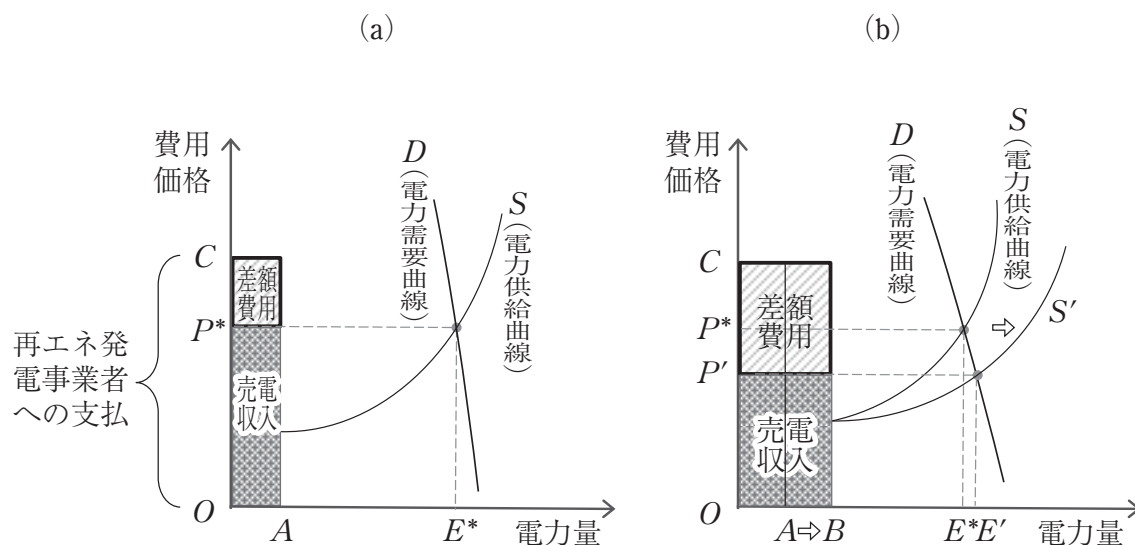 (a)
費用
価格
D(電力需要曲線)
S(電力供給曲線)
C
差額
費用
P*
再エネ発
電事業者
への支払
売電
収入
O
A
E*
電力量
(b)
費用
価格
D(電力需要曲線)
S(電力供給曲線)
S′
C
差額
費用
P*
P′
売電
収入
O
A⇨B
E*E′
電力量